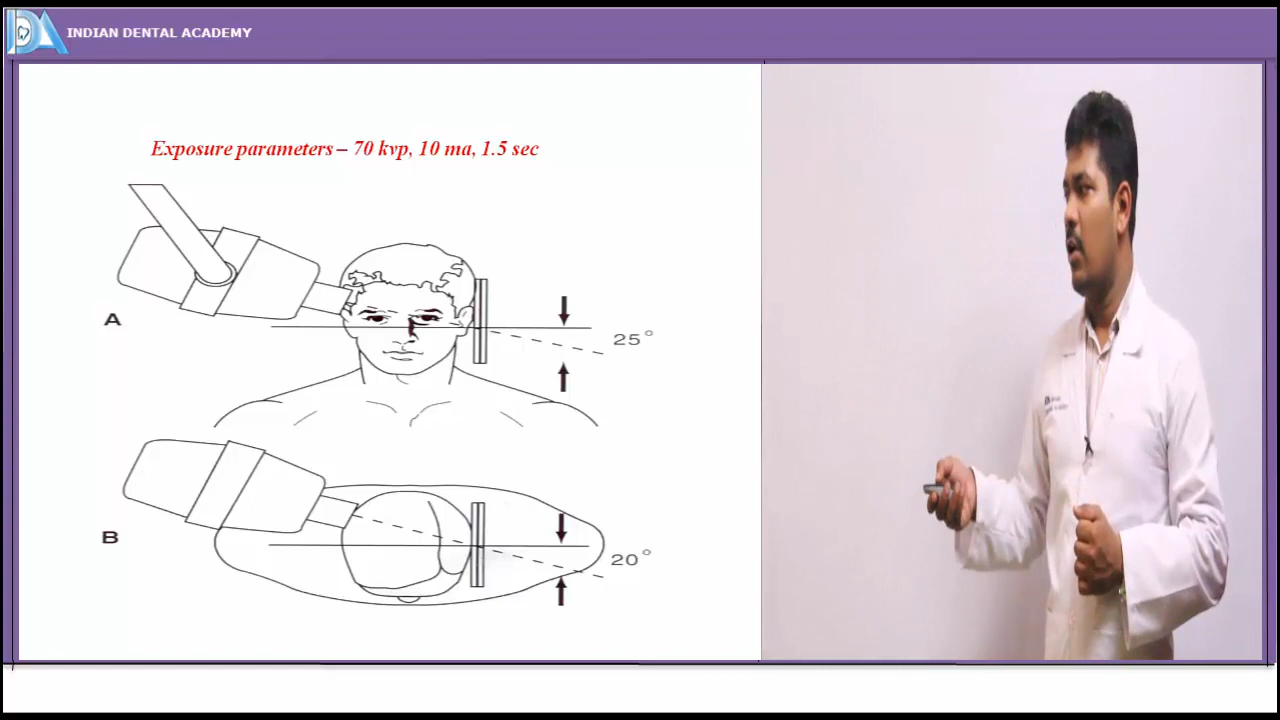 INDIAN DENTAL ACADEMY
Exposure parameters – 70 kvp, 10 ma, 1.5 sec
A
25°
B
20°